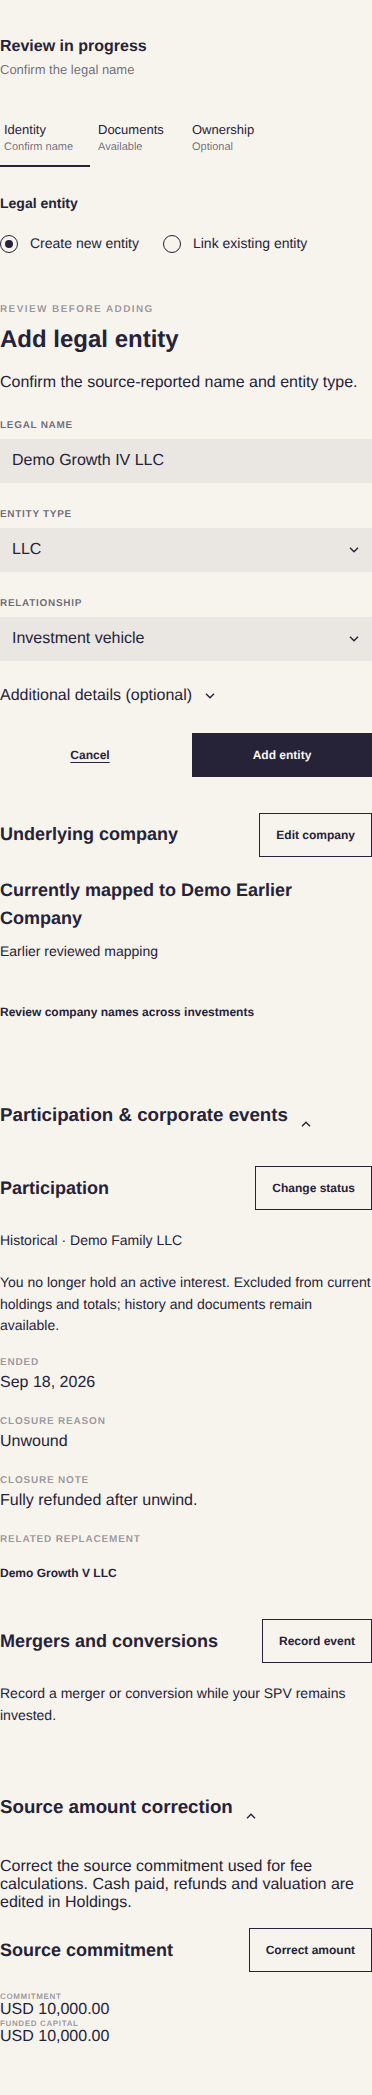 Review in progress
Confirm the legal name
Identity
Confirm name
Documents
Available
Ownership
Optional
Legal entity
Create new entity
Link existing entity
REVIEW BEFORE ADDING
Add legal entity
Confirm the source-reported name and entity type.
LEGAL NAME
Demo Growth IV LLC
ENTITY TYPE
LLC
RELATIONSHIP
Investment vehicle
Additional details (optional)
Cancel
Add entity
Underlying company
Edit company
Currently mapped to Demo Earlier
Company
Earlier reviewed mapping
Review company names across investments
Participation & corporate events
Participation
Change status
Historical · Demo Family LLC
You no longer hold an active interest. Excluded from current
holdings and totals; history and documents remain
available.
ENDED
Sep 18, 2026
CLOSURE REASON
Unwound
CLOSURE NOTE
Fully refunded after unwind.
RELATED REPLACEMENT
Demo Growth V LLC
Mergers and conversions
Record event
Record a merger or conversion while your SPV remains
invested.
Source amount correction
Correct the source commitment used for fee
calculations. Cash paid, refunds and valuation are
edited in Holdings.
Source commitment
Correct amount
COMMITMENT
USD 10,000.00
FUNDED CAPITAL
USD 10,000.00